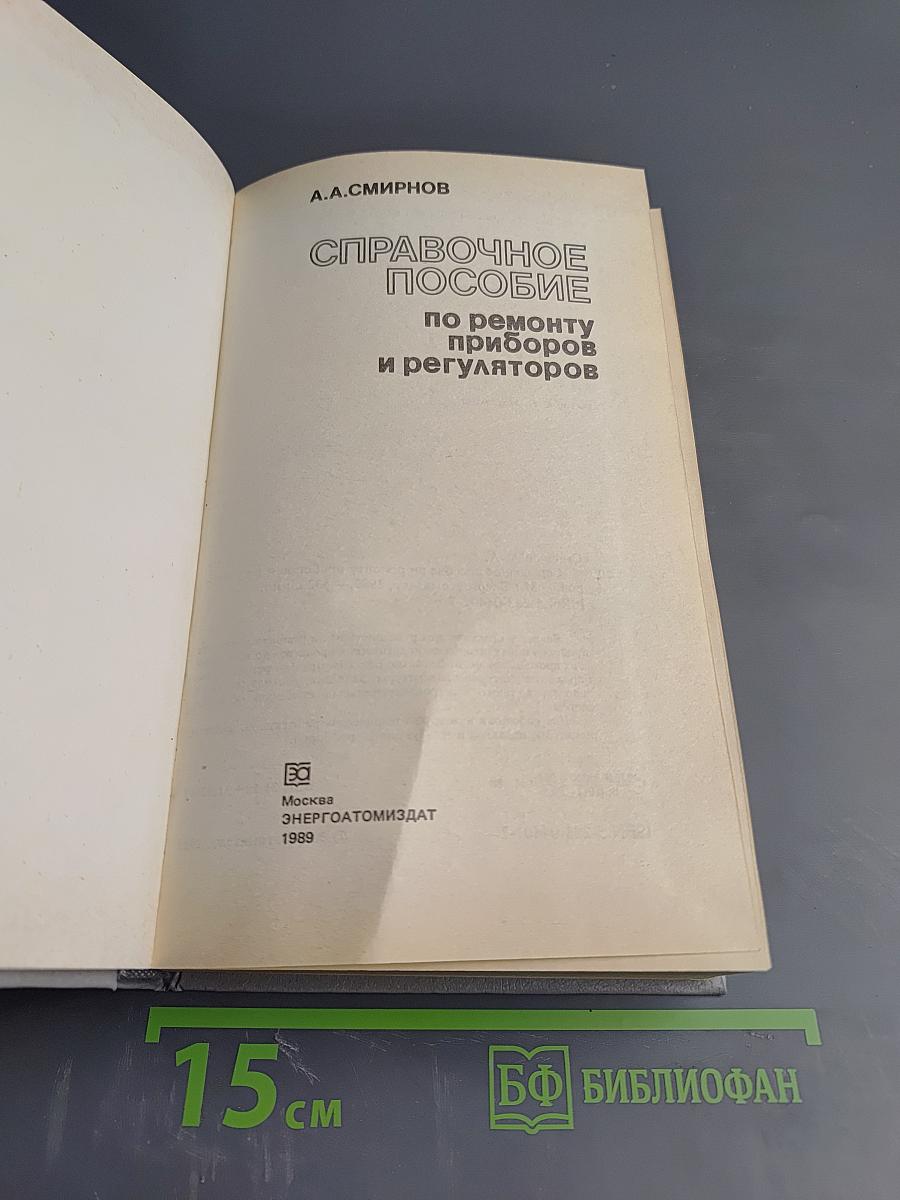 А.А.СМИРНОВ
СПРАВОЧНОЕ
ПОСОБИЕ
по ремонту
приборов
и регуляторов
Москва
ЭНЕРГОАТОМИЗДАТ
1989
15 см
БФ БИБЛИОФАН